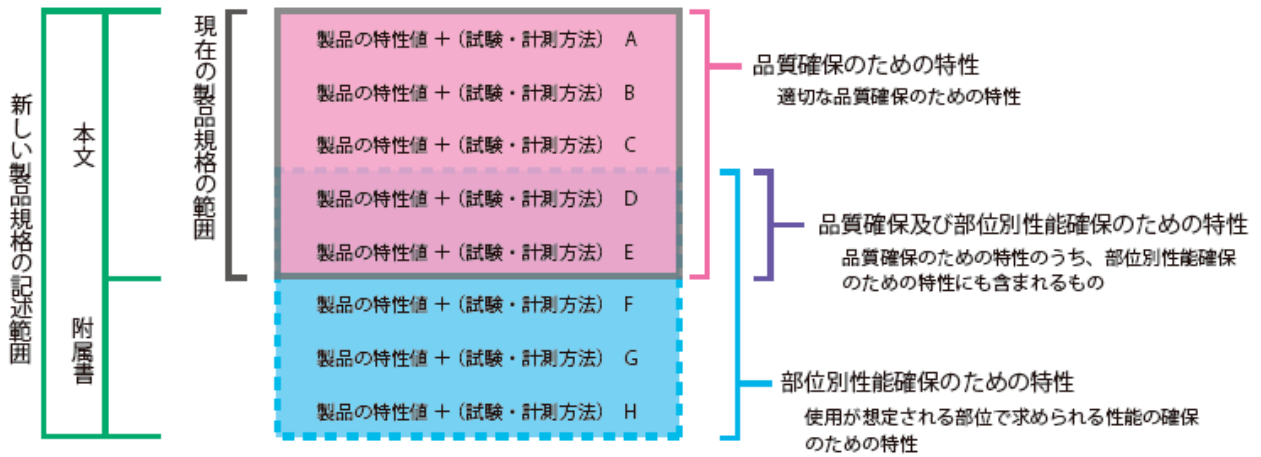 新しい製品規格の記述範囲
本文
附属書
現在の製品規格の範囲
製品の特性値 + (試験・計測方法) A
製品の特性値 + (試験・計測方法) B
製品の特性値 + (試験・計測方法) C
製品の特性値 + (試験・計測方法) D
製品の特性値 + (試験・計測方法) E
製品の特性値 + (試験・計測方法) F
製品の特性値 + (試験・計測方法) G
製品の特性値 + (試験・計測方法) H
品質確保のための特性
適切な品質確保のための特性
品質確保及び部位別性能確保のための特性
品質確保のための特性のうち、部位別性能確保
のための特性にも含まれるもの
部位別性能確保のための特性
使用が想定される部位で求められる性能の確保
のための特性